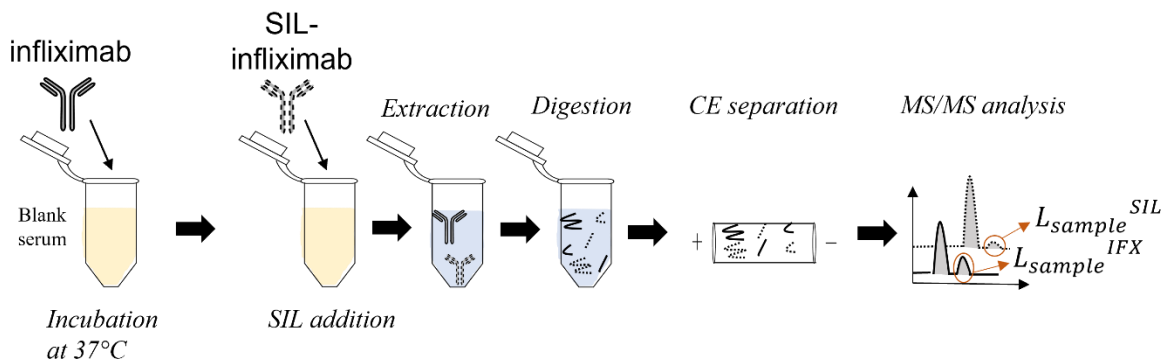 infliximab
SIL-
infliximab
Extraction
Digestion
CE separation
MS/MS analysis
Blank
serum
+
–
L_sample^SIL
L_sample^IFX
Incubation
at 37°C
SIL addition